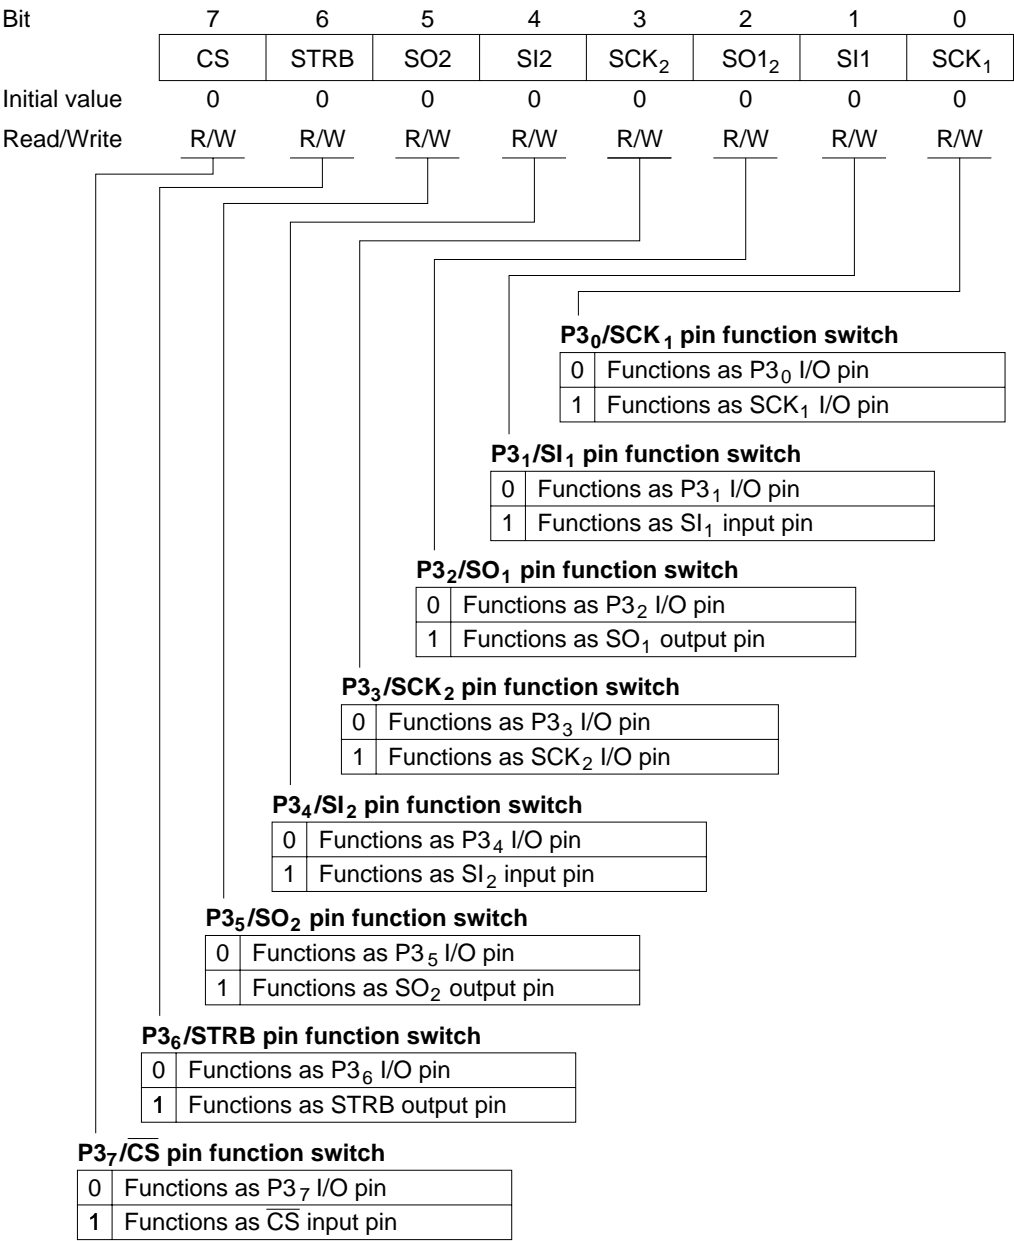 Bit 7 6 5 4 3 2 1 0
CS STRB SO2 SI2 SCK₂ SO1₂ SI1 SCK₁
Initial value 0 0 0 0 0 0 0 0
Read/Write R/W R/W R/W R/W R/W R/W R/W R/W
P3₀/SCK₁ pin function switch
0 Functions as P3₀ I/O pin
1 Functions as SCK₁ I/O pin
P3₁/SI₁ pin function switch
0 Functions as P3₁ I/O pin
1 Functions as SI₁ input pin
P3₂/SO₁ pin function switch
0 Functions as P3₂ I/O pin
1 Functions as SO₁ output pin
P3₃/SCK₂ pin function switch
0 Functions as P3₃ I/O pin
1 Functions as SCK₂ I/O pin
P3₄/SI₂ pin function switch
0 Functions as P3₄ I/O pin
1 Functions as SI₂ input pin
P3₅/SO₂ pin function switch
0 Functions as P3₅ I/O pin
1 Functions as SO₂ output pin
P3₆/STRB pin function switch
0 Functions as P3₆ I/O pin
1 Functions as STRB output pin
P3₇/C̅S̅ pin function switch
0 Functions as P3₇ I/O pin
1 Functions as C̅S̅ input pin